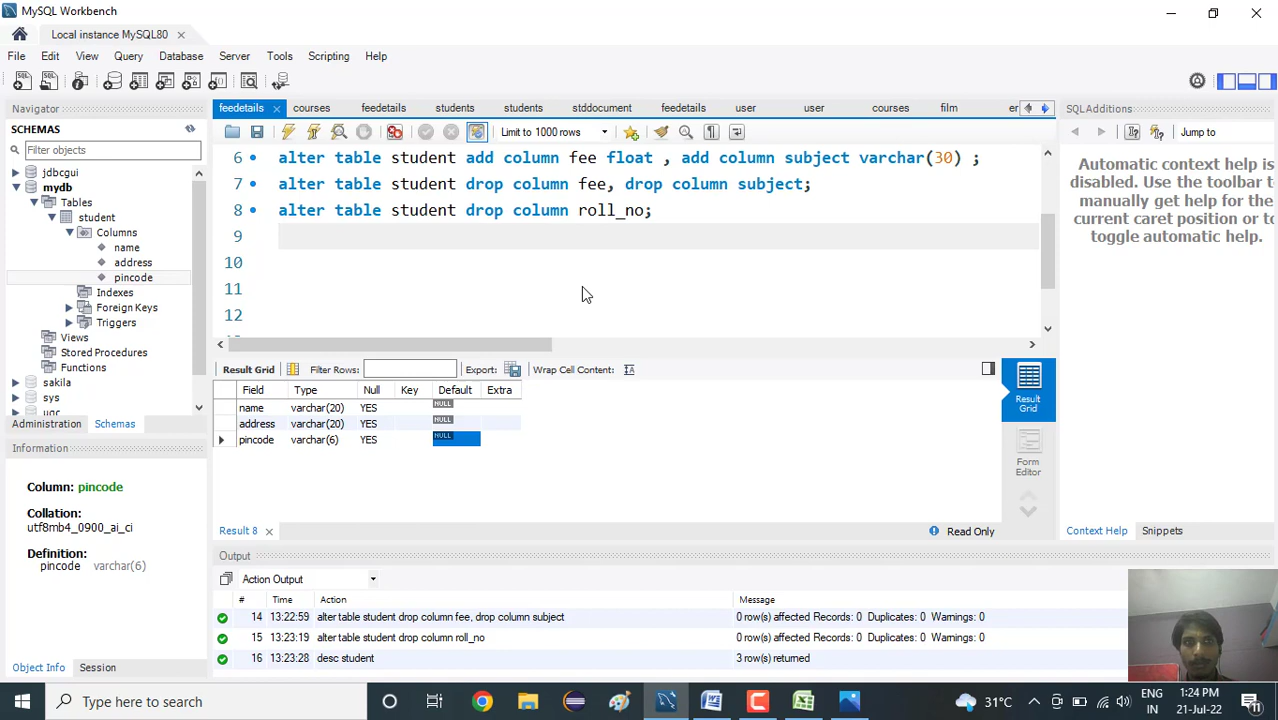 MySQL Workbench
Local instance MySQL80
File Edit View Query Database Server Tools Scripting Help
Navigator
SCHEMAS
Filter objects
jdbcgui
mydb
Tables
student
Columns
name
address
pincode
Indexes
Foreign Keys
Triggers
Views
Stored Procedures
Functions
sakila
sys
Administration Schemas
Information
Column: pincode
Collation:
utf8mb4_0900_ai_ci
Definition:
pincode varchar(6)
Object Info Session
feedetails courses feedetails students students stddocument feedetails user user courses film er
Limit to 1000 rows
6 alter table student add column fee float , add column subject varchar(30) ;
7 alter table student drop column fee, drop column subject;
8 alter table student drop column roll_no;
9
10
11
12
Result Grid Filter Rows: Export: Wrap Cell Content:
Field Type Null Key Default Extra
name varchar(20) YES NULL
address varchar(20) YES NULL
pincode varchar(6) YES NULL
Result 8 Read Only
Result
Grid
Form
Editor
Output
Action Output
# Time Action Message
14 13:22:59 alter table student drop column fee, drop column subject 0 row(s) affected Records: 0 Duplicates: 0 Warnings: 0
15 13:23:19 alter table student drop column roll_no 0 row(s) affected Records: 0 Duplicates: 0 Warnings: 0
16 13:23:28 desc student 3 row(s) returned
SQLAdditions
Jump to
Automatic context help is
disabled. Use the toolbar t
manually get help for the
current caret position or to
toggle automatic help.
Context Help Snippets
Type here to search
31°C
ENG
IN
1:24 PM
21-Jul-22
11